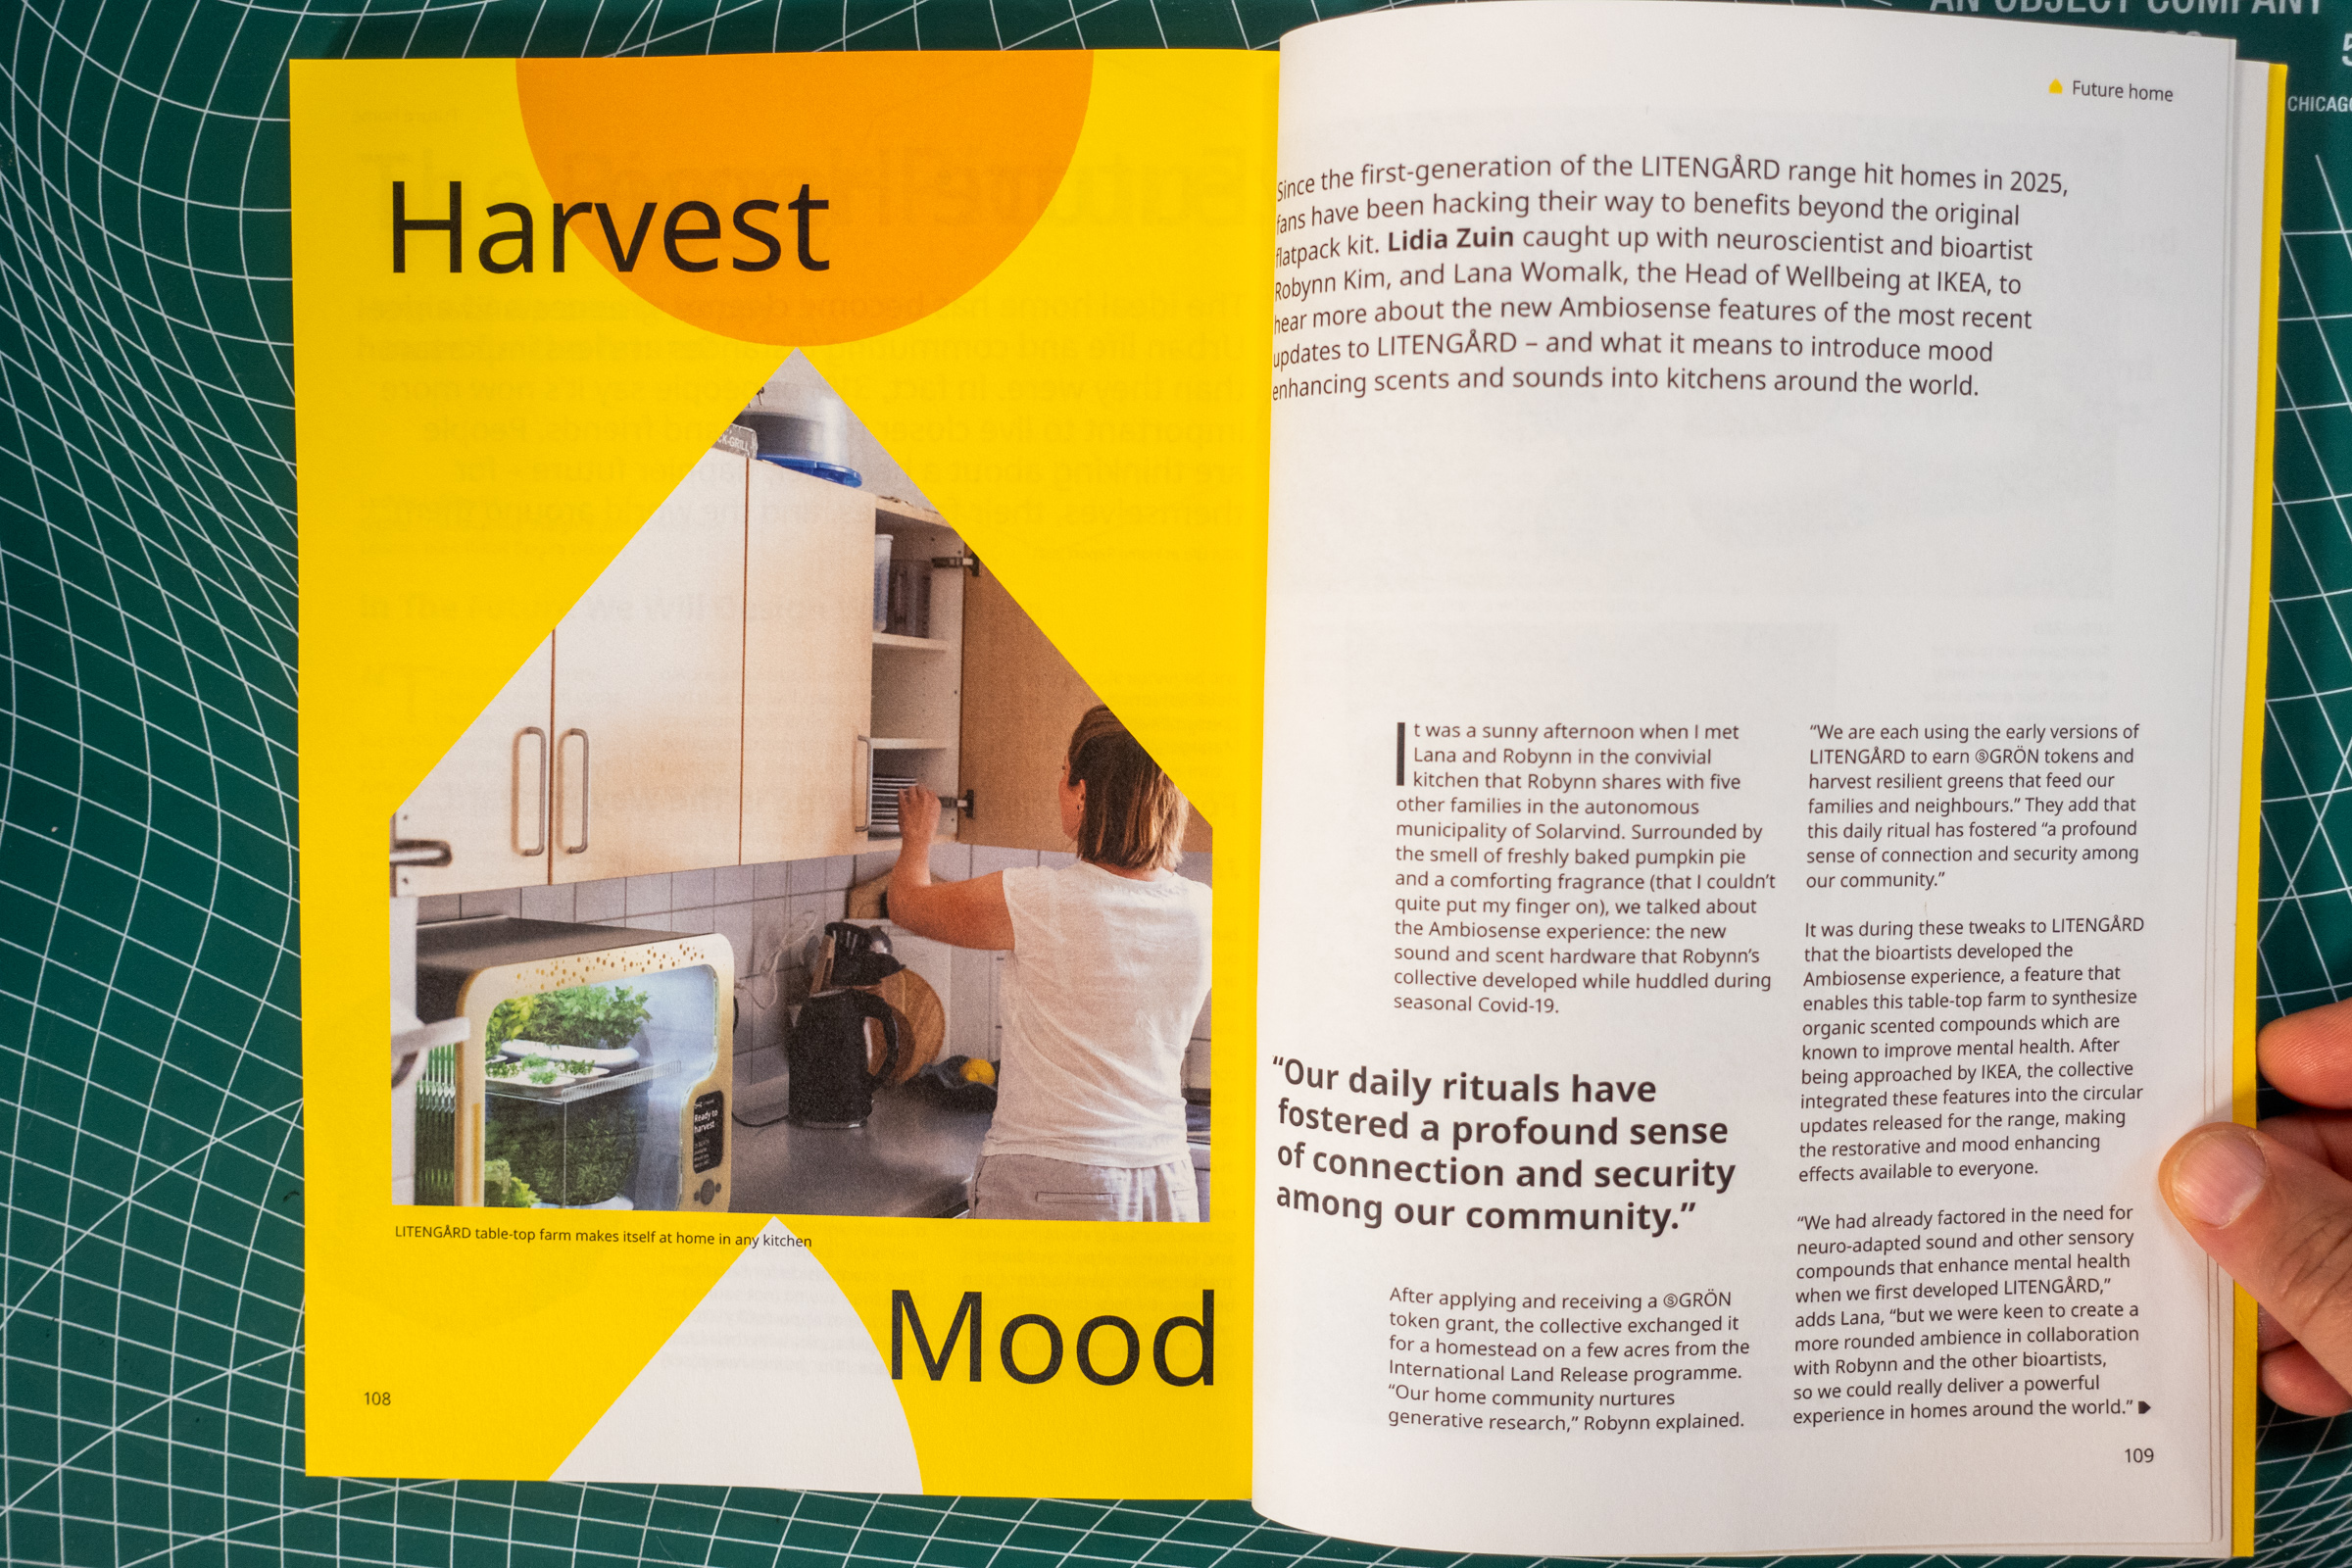 AN OBJECT COMPANY
CHICAGO
Harvest
Ready to
harvest
LITENGÅRD table-top farm makes itself at home in any kitchen
Mood
108
Future home
Since the first-generation of the LITENGÅRD range hit homes in 2025,
fans have been hacking their way to benefits beyond the original
flatpack kit. Lidia Zuin caught up with neuroscientist and bioartist
Robynn Kim, and Lana Womalk, the Head of Wellbeing at IKEA, to
hear more about the new Ambiosense features of the most recent
updates to LITENGÅRD – and what it means to introduce mood
enhancing scents and sounds into kitchens around the world.
It was a sunny afternoon when I met
Lana and Robynn in the convivial
kitchen that Robynn shares with five
other families in the autonomous
municipality of Solarvind. Surrounded by
the smell of freshly baked pumpkin pie
and a comforting fragrance (that I couldn’t
quite put my finger on), we talked about
the Ambiosense experience: the new
sound and scent hardware that Robynn’s
collective developed while huddled during
seasonal Covid-19.
“Our daily rituals have
fostered a profound sense
of connection and security
among our community.”
After applying and receiving a ⓢGRÖN
token grant, the collective exchanged it
for a homestead on a few acres from the
International Land Release programme.
“Our home community nurtures
generative research,” Robynn explained.
“We are each using the early versions of
LITENGÅRD to earn ⓢGRÖN tokens and
harvest resilient greens that feed our
families and neighbours.” They add that
this daily ritual has fostered “a profound
sense of connection and security among
our community.”
It was during these tweaks to LITENGÅRD
that the bioartists developed the
Ambiosense experience, a feature that
enables this table-top farm to synthesize
organic scented compounds which are
known to improve mental health. After
being approached by IKEA, the collective
integrated these features into the circular
updates released for the range, making
the restorative and mood enhancing
effects available to everyone.
“We had already factored in the need for
neuro-adapted sound and other sensory
compounds that enhance mental health
when we first developed LITENGÅRD,”
adds Lana, “but we were keen to create a
more rounded ambience in collaboration
with Robynn and the other bioartists,
so we could really deliver a powerful
experience in homes around the world.”
109